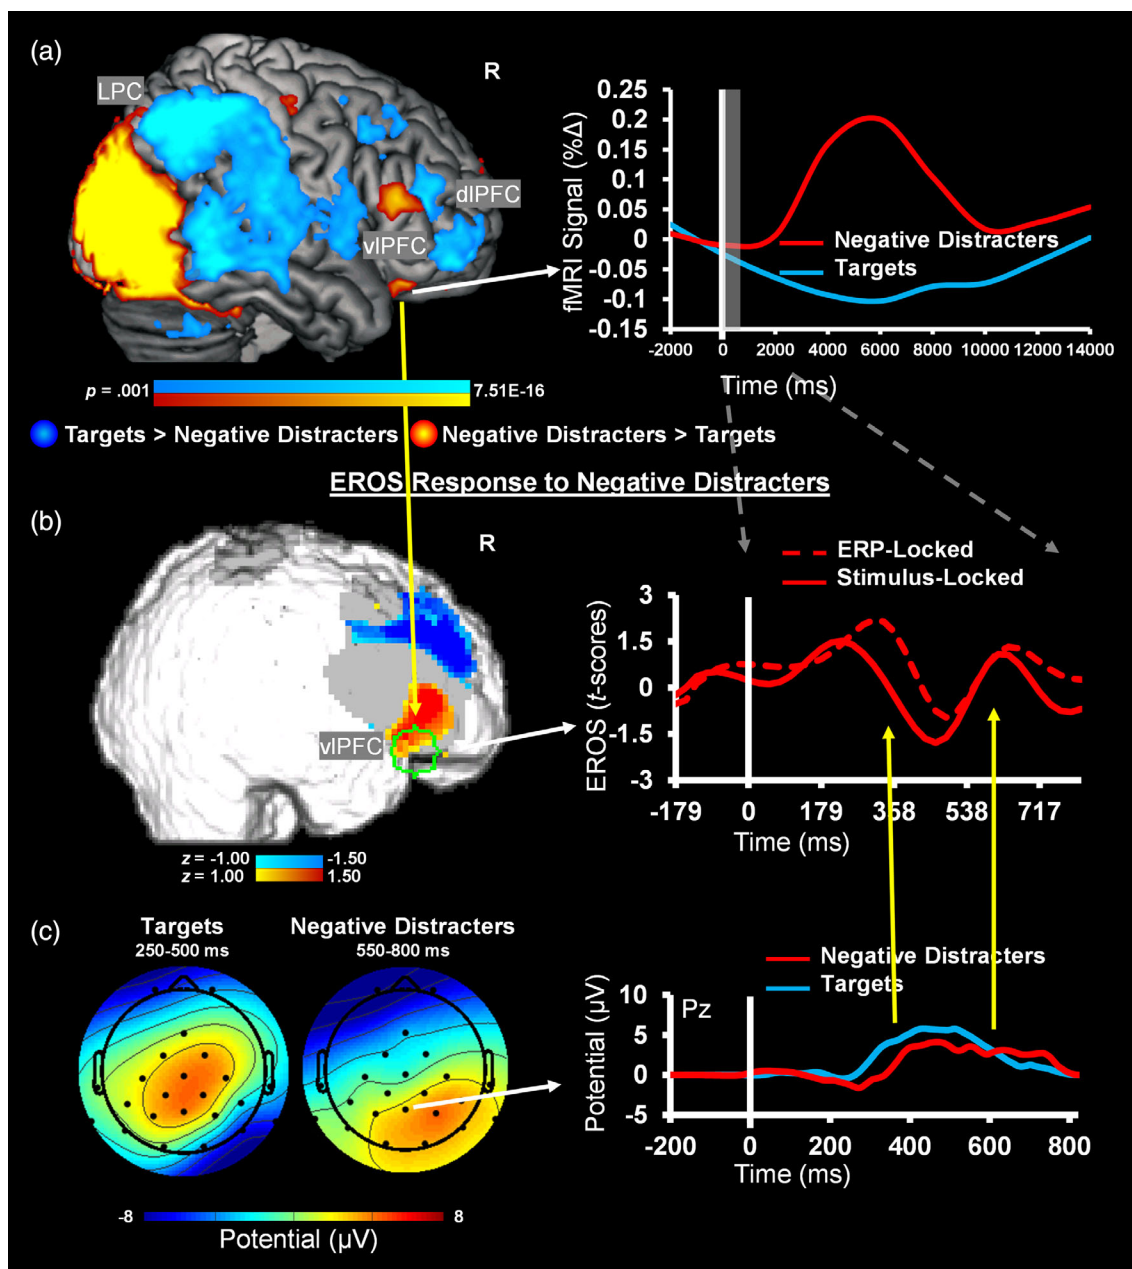 (a)
R
LPC
dlPFC
vlPFC
fMRI Signal (%Δ)
0.25
0.2
0.15
0.1
0.05
0
-0.05
-0.1
-0.15
Negative Distracters
Targets
-2000 0 2000 4000 6000 8000 10000 12000 14000
Time (ms)
p = .001 7.51E-16
Targets > Negative Distracters Negative Distracters > Targets
EROS Response to Negative Distracters
(b)
R
vlPFC
ERP-Locked
Stimulus-Locked
EROS (t-scores)
3
1.5
0
-1.5
-3
-179 0 179 358 538 717
Time (ms)
z = -1.00 -1.50
z = 1.00 1.50
(c)
Targets
250-500 ms
Negative Distracters
550-800 ms
-8 8
Potential (µV)
Negative Distracters
Targets
Pz
Potential (µV)
10
5
0
-5
-200 0 200 400 600 800
Time (ms)